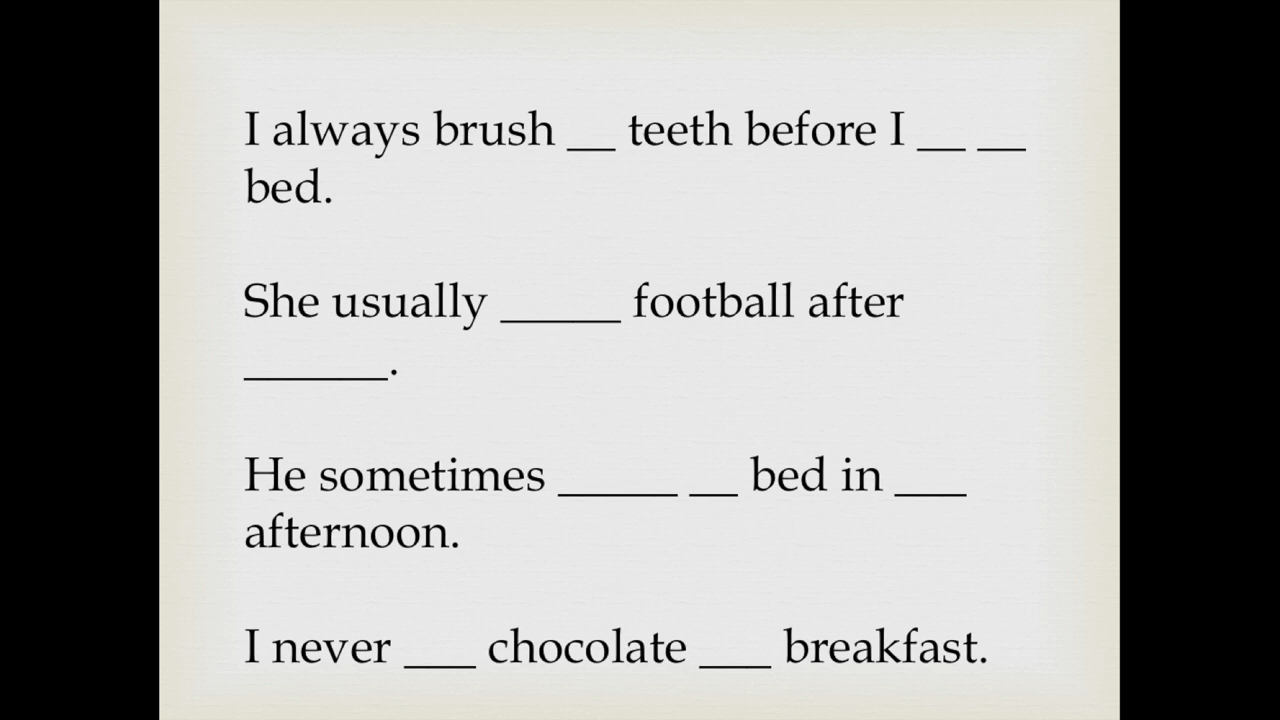 I always brush __ teeth before I __ __
bed.
She usually _____ football after
______.
He sometimes _____ __ bed in ___
afternoon.
I never ___ chocolate ___ breakfast.